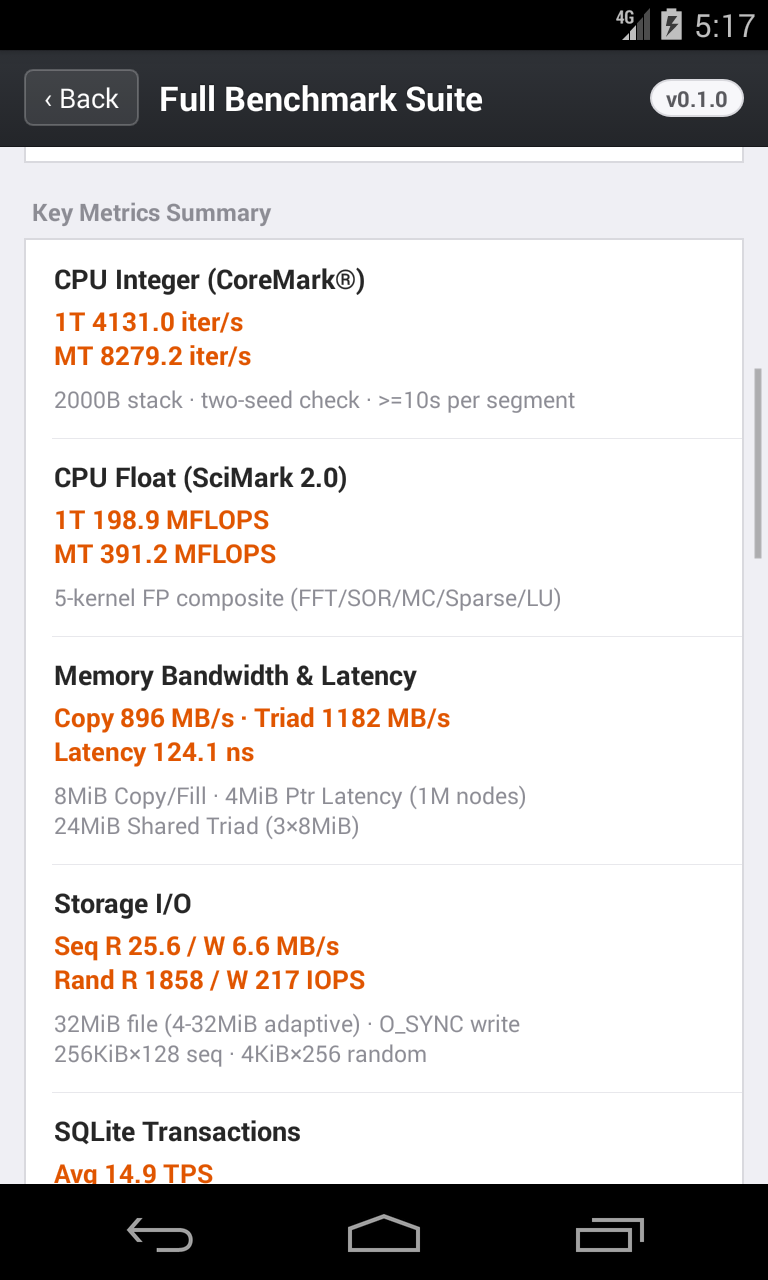 4G 5:17
‹ Back Full Benchmark Suite v0.1.0
Key Metrics Summary
CPU Integer (CoreMark®)
1T 4131.0 iter/s
MT 8279.2 iter/s
2000B stack · two-seed check · >=10s per segment
CPU Float (SciMark 2.0)
1T 198.9 MFLOPS
MT 391.2 MFLOPS
5-kernel FP composite (FFT/SOR/MC/Sparse/LU)
Memory Bandwidth & Latency
Copy 896 MB/s · Triad 1182 MB/s
Latency 124.1 ns
8MiB Copy/Fill · 4MiB Ptr Latency (1M nodes)
24MiB Shared Triad (3×8MiB)
Storage I/O
Seq R 25.6 / W 6.6 MB/s
Rand R 1858 / W 217 IOPS
32MiB file (4-32MiB adaptive) · O_SYNC write
256KiB×128 seq · 4KiB×256 random
SQLite Transactions
Avg 14.9 TPS